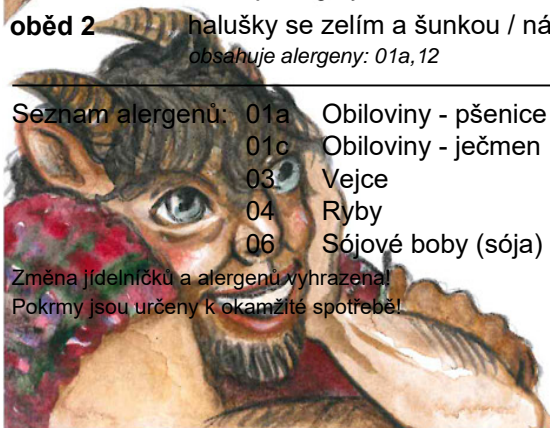 oběd 2 halušky se zelím a šunkou / ná
obsahuje alergeny: 01a,12
Seznam alergenů: 01a Obiloviny - pšenice
01c Obiloviny - ječmen
03 Vejce
04 Ryby
06 Sójové boby (sója)
Změna jídelníčků a alergenů vyhrazena!
Pokrmy jsou určeny k okamžité spotřebě!